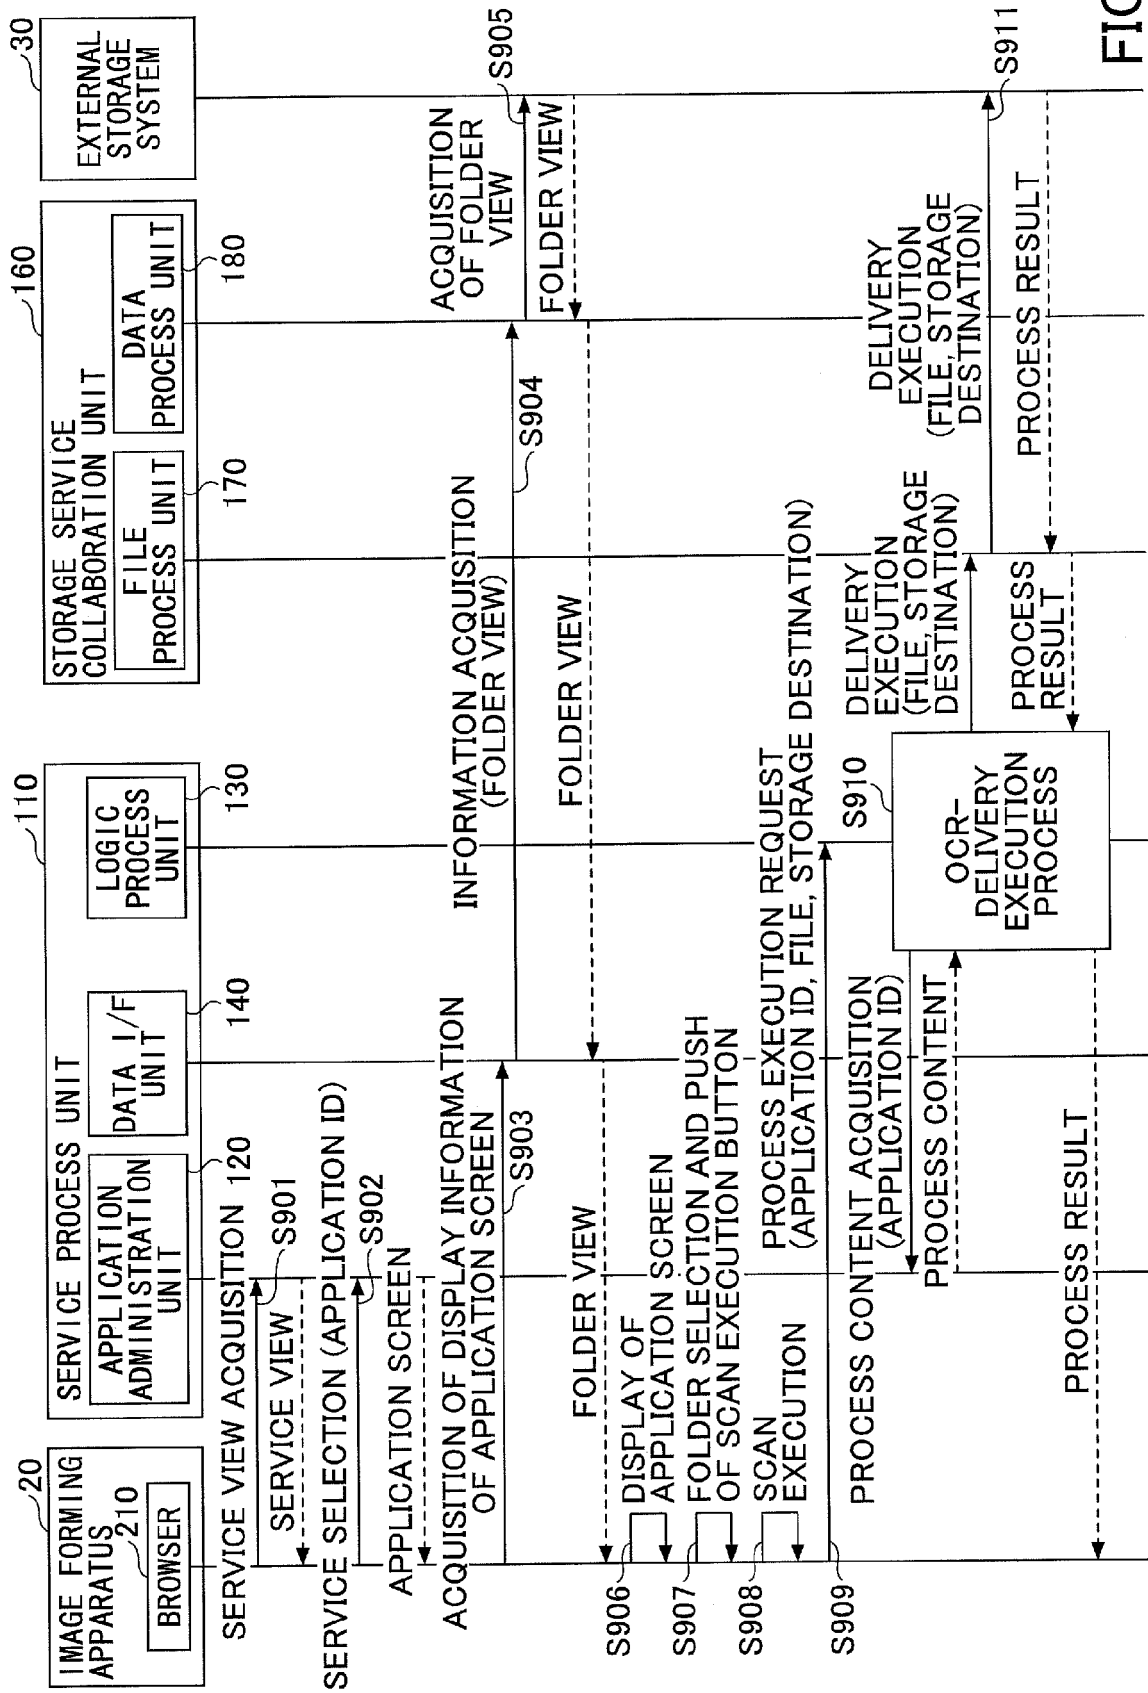 20
IMAGE FORMING
APPARATUS
210
BROWSER
110
SERVICE PROCESS UNIT
APPLICATION
ADMINISTRATION
UNIT
120
DATA I/F
UNIT
140
LOGIC
PROCESS
UNIT
130
160
STORAGE SERVICE
COLLABORATION UNIT
FILE
PROCESS UNIT
170
DATA
PROCESS UNIT
180
30
EXTERNAL
STORAGE
SYSTEM
SERVICE VIEW ACQUISITION
S901
SERVICE VIEW
SERVICE SELECTION (APPLICATION ID)
S902
APPLICATION SCREEN
ACQUISITION OF DISPLAY INFORMATION
OF APPLICATION SCREEN
S903
INFORMATION ACQUISITION
(FOLDER VIEW)
S904
ACQUISITION
OF FOLDER
VIEW
S905
FOLDER VIEW
FOLDER VIEW
FOLDER VIEW
S906
DISPLAY OF
APPLICATION SCREEN
S907
FOLDER SELECTION AND PUSH
OF SCAN EXECUTION BUTTON
S908
SCAN
EXECUTION
S909
PROCESS EXECUTION REQUEST
(APPLICATION ID, FILE, STORAGE DESTINATION)
S910
OCR-
DELIVERY
EXECUTION
PROCESS
PROCESS CONTENT ACQUISITION
(APPLICATION ID)
PROCESS CONTENT
DELIVERY
EXECUTION
(FILE, STORAGE
DESTINATION)
DELIVERY
EXECUTION
(FILE, STORAGE
DESTINATION)
S911
PROCESS RESULT
PROCESS
RESULT
PROCESS RESULT